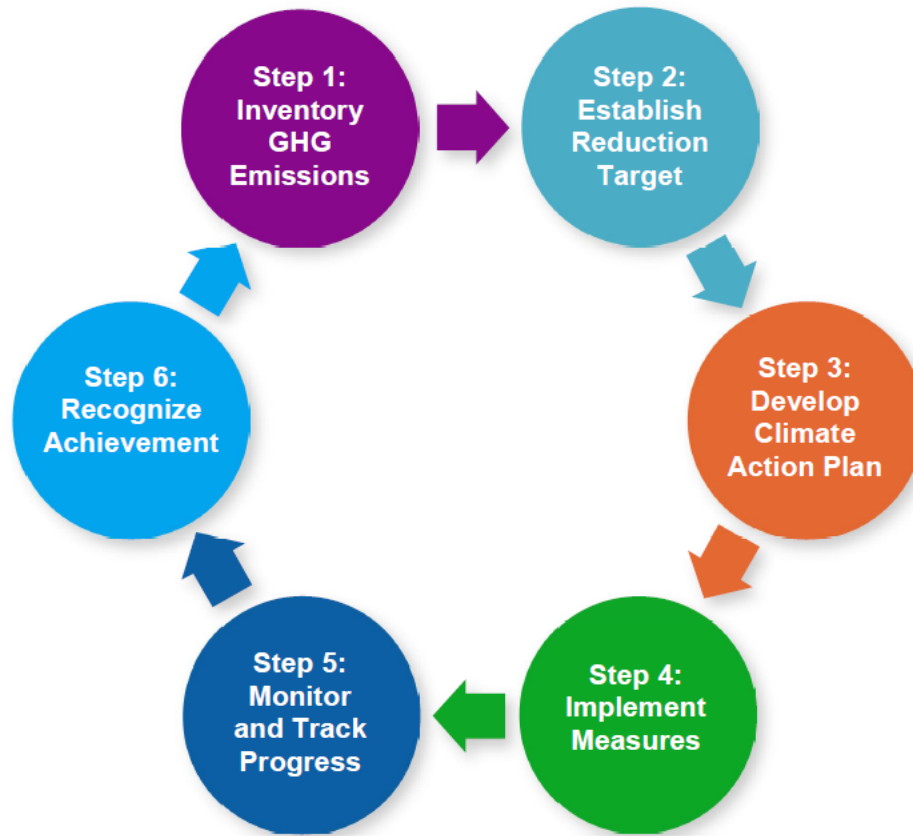 Step 1:
Inventory
GHG
Emissions
Step 2:
Establish
Reduction
Target
Step 3:
Develop
Climate
Action Plan
Step 4:
Implement
Measures
Step 5:
Monitor
and Track
Progress
Step 6:
Recognize
Achievement